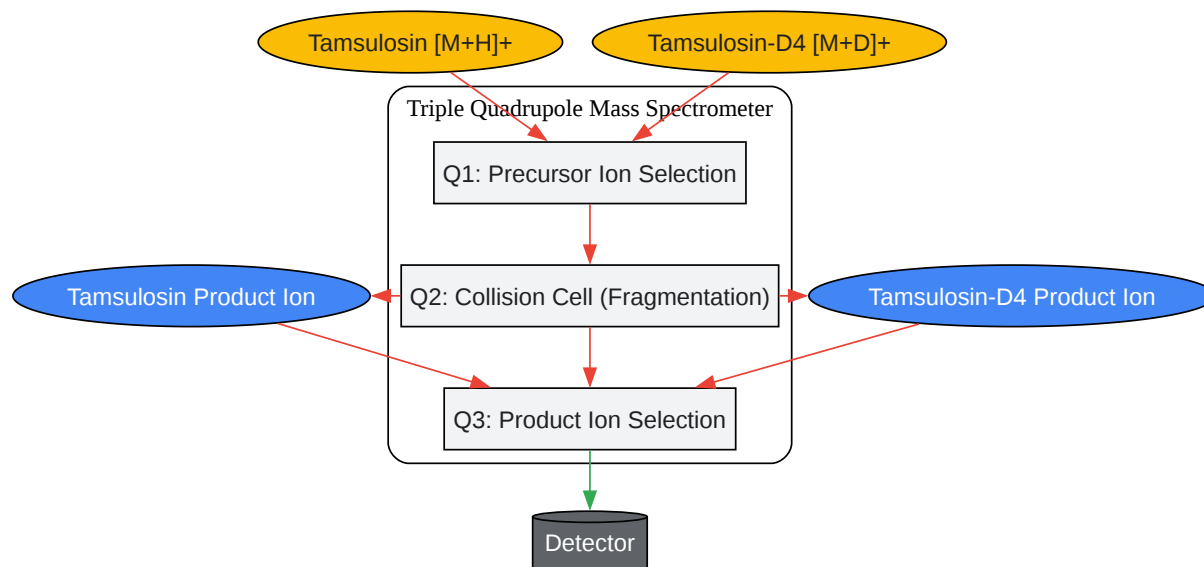 Tamsulosin [M+H]+
Tamsulosin-D4 [M+D]+
Triple Quadrupole Mass Spectrometer
Q1: Precursor Ion Selection
Tamsulosin Product Ion
Q2: Collision Cell (Fragmentation)
Tamsulosin-D4 Product Ion
Q3: Product Ion Selection
Detector